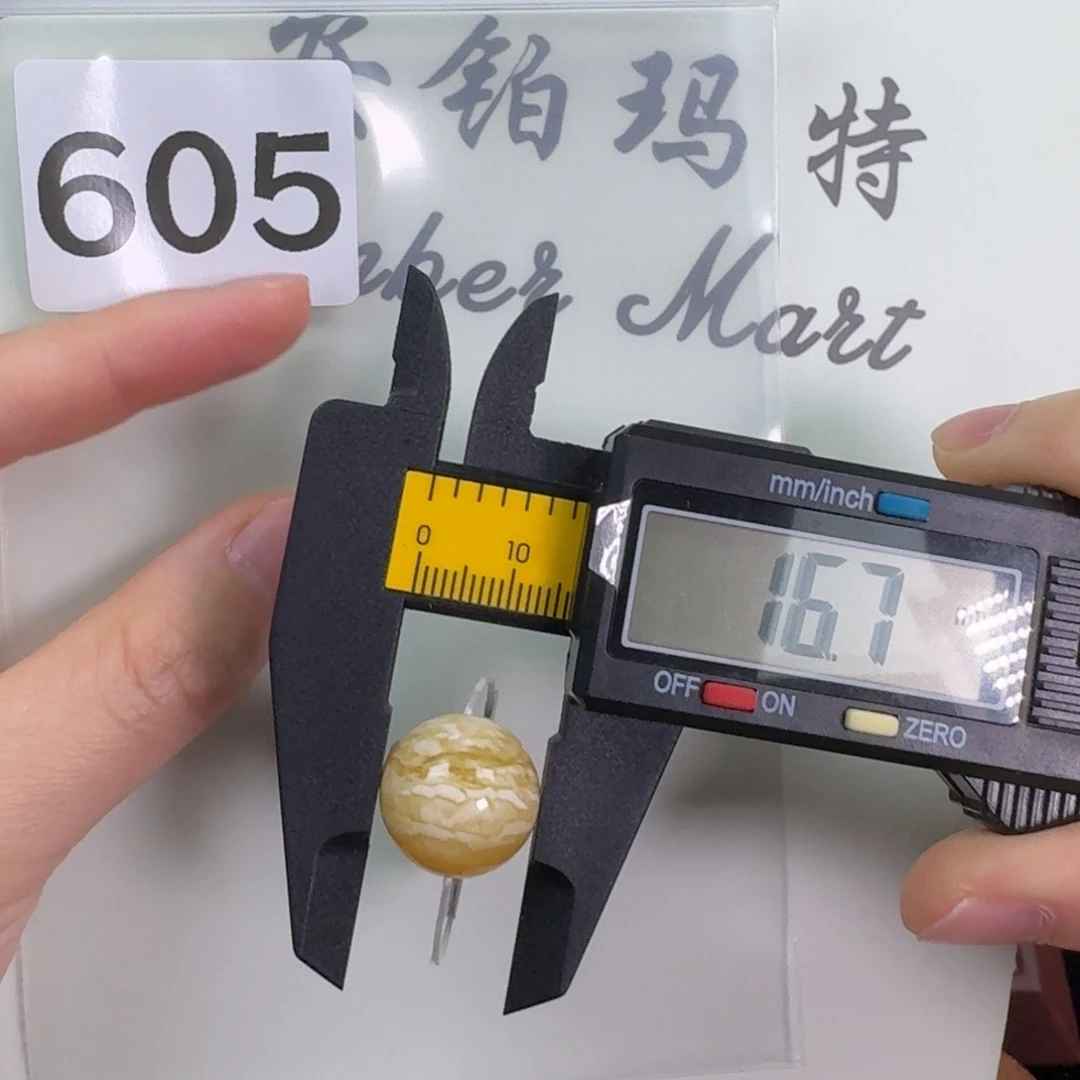 605
铂玛特
Mart
mm/inch
0
10
16.7
OFF
ON
ZERO